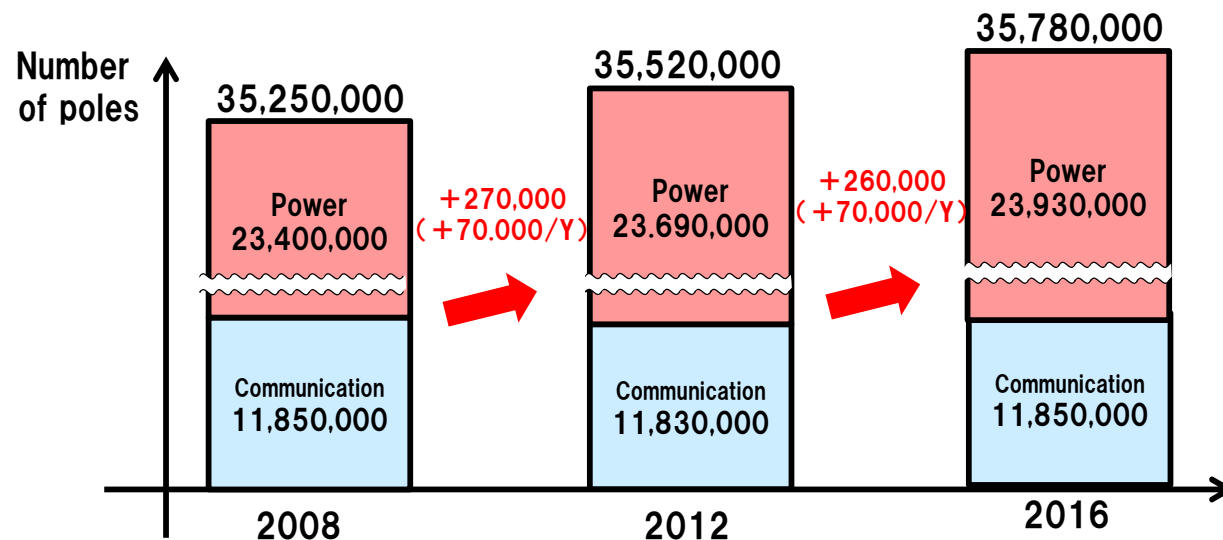 Number
of poles
35,250,000
Power
23,400,000
Communication
11,850,000
2008
+270,000
(+70.000/Y)
35,520,000
Power
23.690,000
Communication
11,830,000
2012
+260,000
(+70,000/Y)
35,780,000
Power
23,930,000
Communication
11,850,000
2016